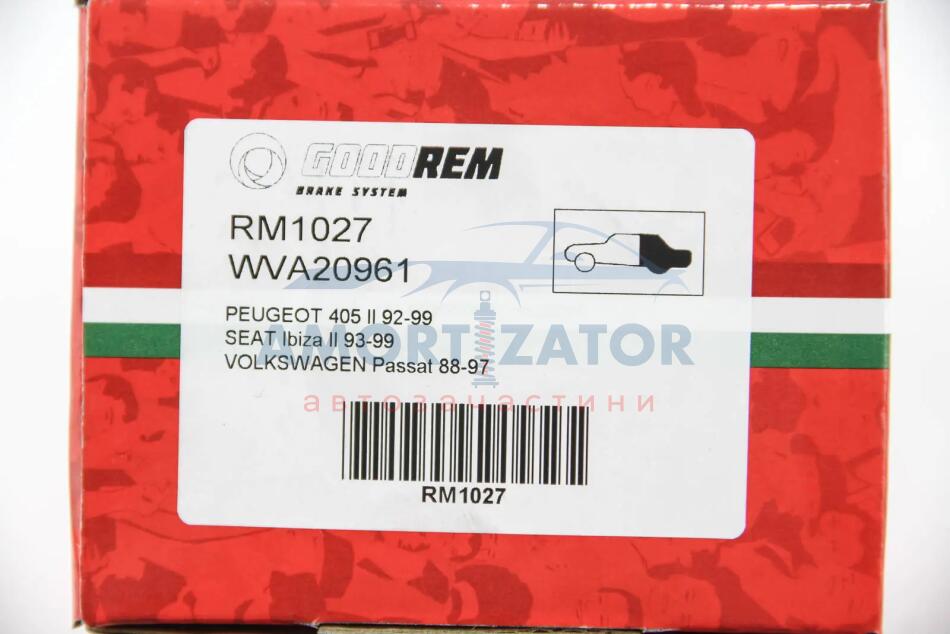 GOODREM
BRAKE SYSTEM
RM1027
WVA20961
PEUGEOT 405 II 92-99
SEAT Ibiza II 93-99
VOLKSWAGEN Passat 88-97
AMORTIZATOR
автозапчастини
RM1027